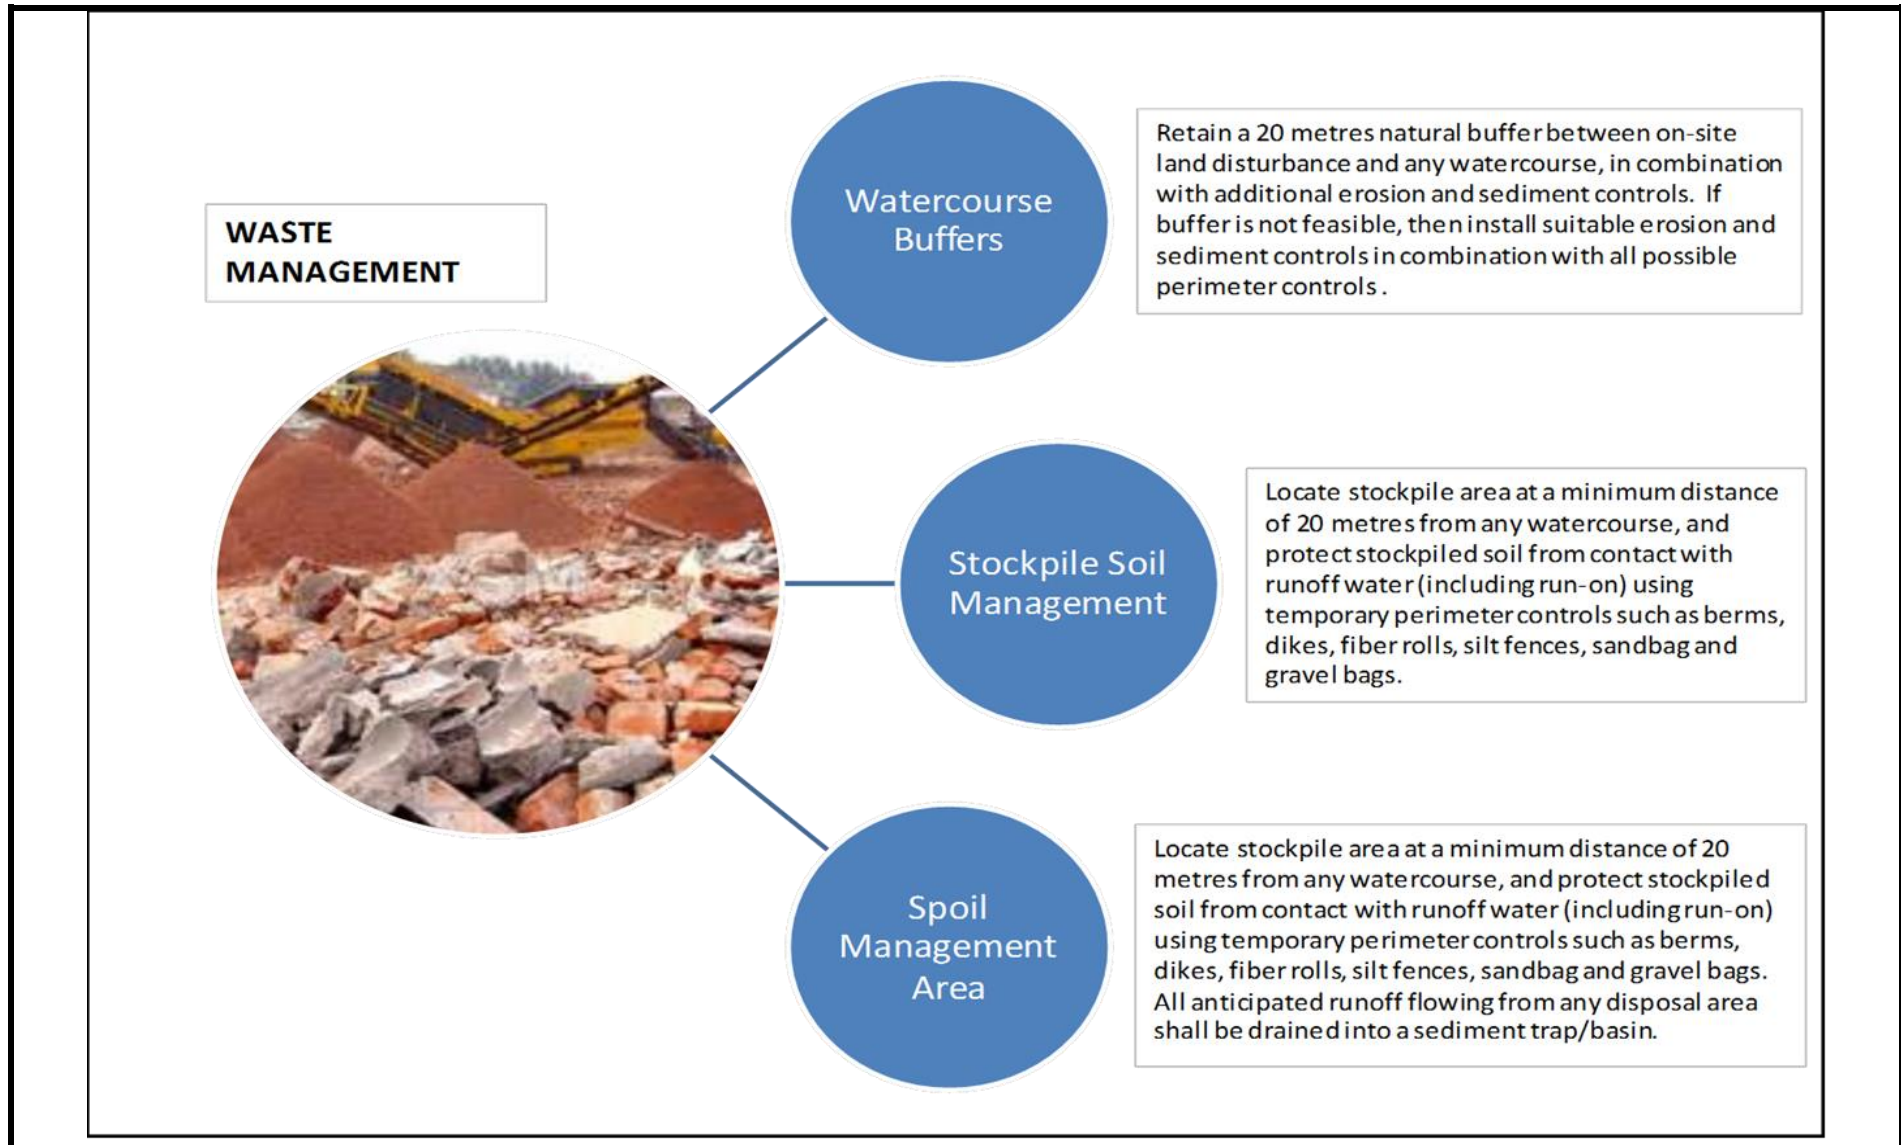 WASTE
MANAGEMENT
Watercourse
Buffers
Retain a 20 metres natural buffer between on-site
land disturbance and any watercourse, in combination
with additional erosion and sediment controls.  If
buffer is not feasible, then install suitable erosion and
sediment controls in combination with all possible
perimeter controls .
Stockpile Soil
Management
Locate stockpile area at a minimum distance
of 20 metres from any watercourse, and
protect stockpiled soil from contact with
runoff water (including run-on) using
temporary perimeter controls such as berms,
dikes, fiber rolls, silt fences, sandbag and
gravel bags.
Spoil
Management
Area
Locate stockpile area at a minimum distance of 20
metres from any watercourse, and protect stockpiled
soil from contact with runoff water (including run-on)
using temporary perimeter controls such as berms,
dikes, fiber rolls, silt fences, sandbag and gravel bags.
All anticipated runoff flowing from any disposal area
shall be drained into a sediment trap/basin.